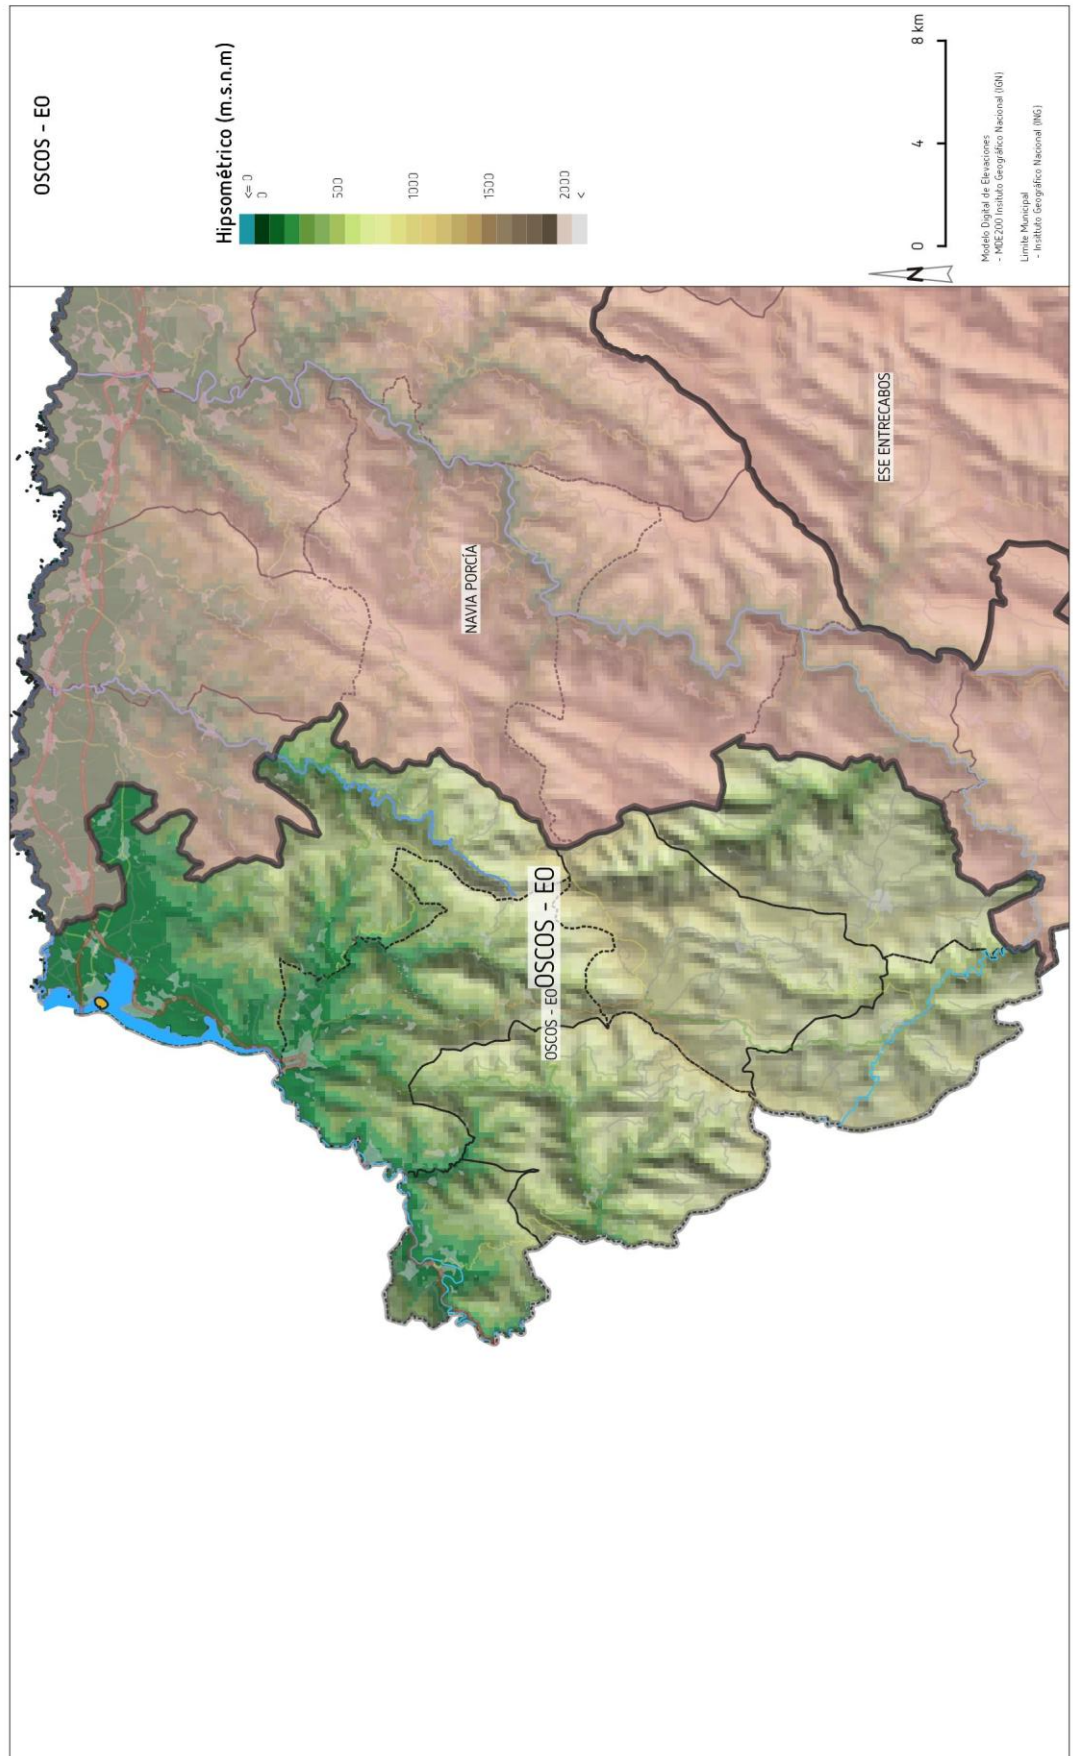 OSCOS - EO
Hipsométrico (m.s.n.m)
<= 0
0
500
1000
1500
2000
<
0 4 8 km
N
Modelo Digital de Elevaciones
- MDE200 Insituto Geográfico Nacional (IGN)
Límite Municipal
- Instituto Geográfico Nacional (ING)
NAVIA PORCÍA
ESE ENTRECABOS
OSCOS - EO
OSCOS - EO